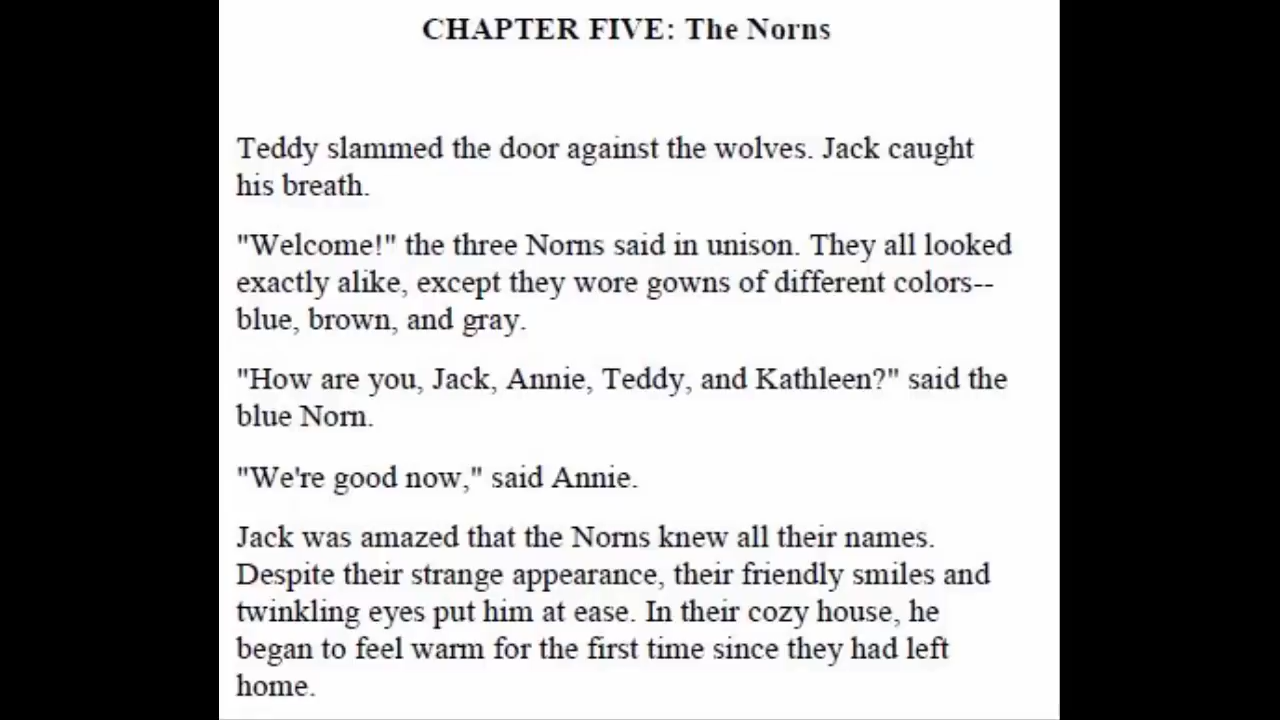 CHAPTER FIVE: The Norns
Teddy slammed the door against the wolves. Jack caught
his breath.
"Welcome!" the three Norns said in unison. They all looked
exactly alike, except they wore gowns of different colors--
blue, brown, and gray.
"How are you, Jack, Annie, Teddy, and Kathleen?" said the
blue Norn.
"We're good now," said Annie.
Jack was amazed that the Norns knew all their names.
Despite their strange appearance, their friendly smiles and
twinkling eyes put him at ease. In their cozy house, he
began to feel warm for the first time since they had left
home.